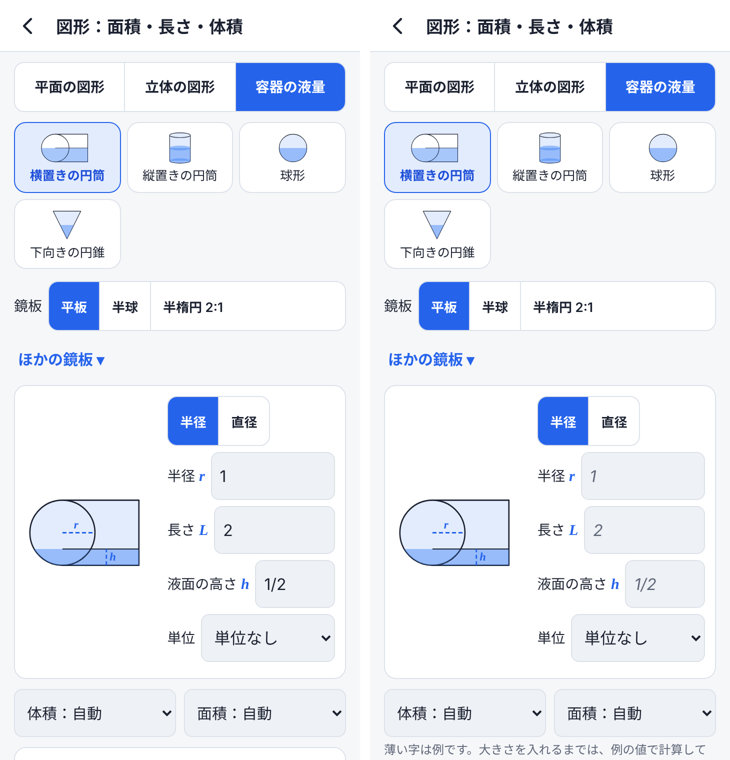 図形：面積・長さ・体積
平面の図形 立体の図形 容器の液量
横置きの円筒 縦置きの円筒 球形
下向きの円錐
鏡板 平板 半球 半楕円 2:1
ほかの鏡板 ▾
半径 直径
半径 r 1
長さ L 2
液面の高さ h 1/2
r
h
単位 単位なし
体積：自動 面積：自動
図形：面積・長さ・体積
平面の図形 立体の図形 容器の液量
横置きの円筒 縦置きの円筒 球形
下向きの円錐
鏡板 平板 半球 半楕円 2:1
ほかの鏡板 ▾
半径 直径
半径 r 1
長さ L 2
液面の高さ h 1/2
r
h
単位 単位なし
体積：自動 面積：自動
薄い字は例です。大きさを入れるまでは、例の値で計算して